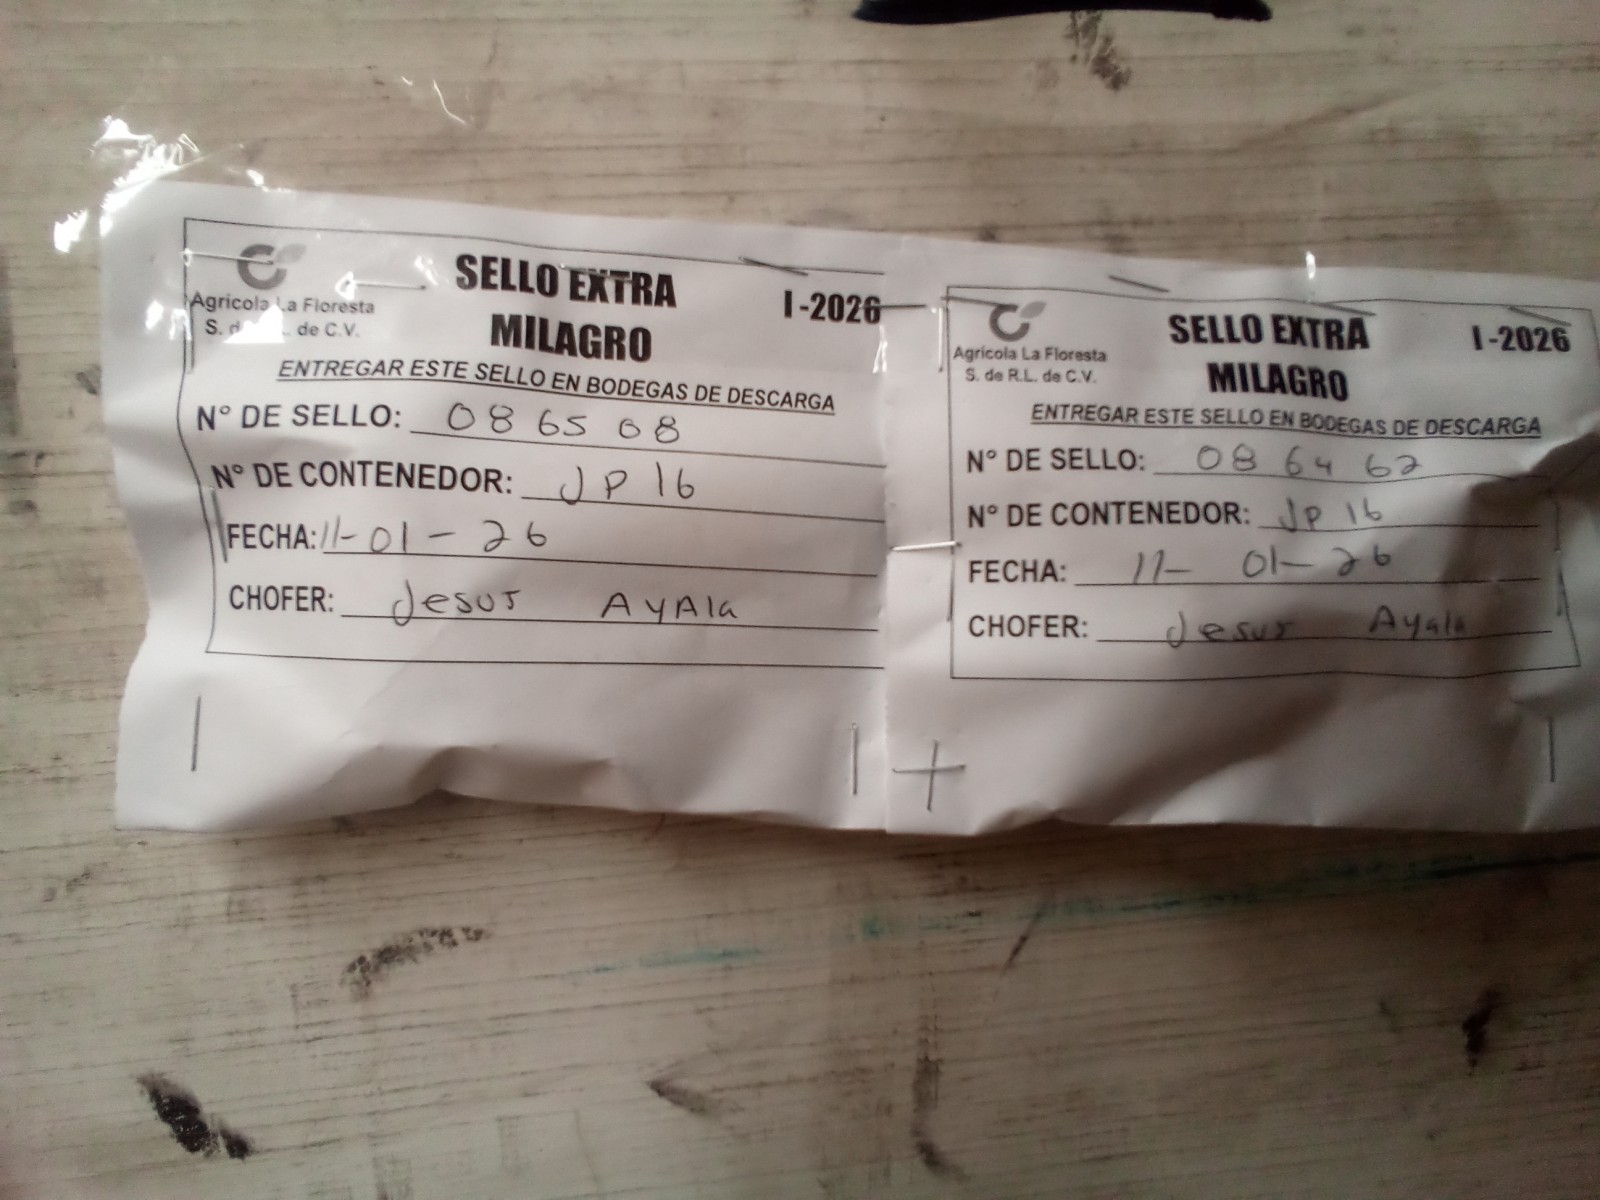 Agrícola La Floresta
S. de C.V.
SELLO EXTRA
MILAGRO
I-2026
ENTREGAR ESTE SELLO EN BODEGAS DE DESCARGA
N° DE SELLO: 08 65 08
N° DE CONTENEDOR: JP 16
FECHA: 11-01-26
CHOFER: Jesus AyAla
Agrícola La Floresta
S. de R.L. de C.V.
SELLO EXTRA
MILAGRO
I-2026
ENTREGAR ESTE SELLO EN BODEGAS DE DESCARGA
N° DE SELLO: 08 64 62
N° DE CONTENEDOR: JP 16
FECHA: 11-01-26
CHOFER: Jesus Ayala